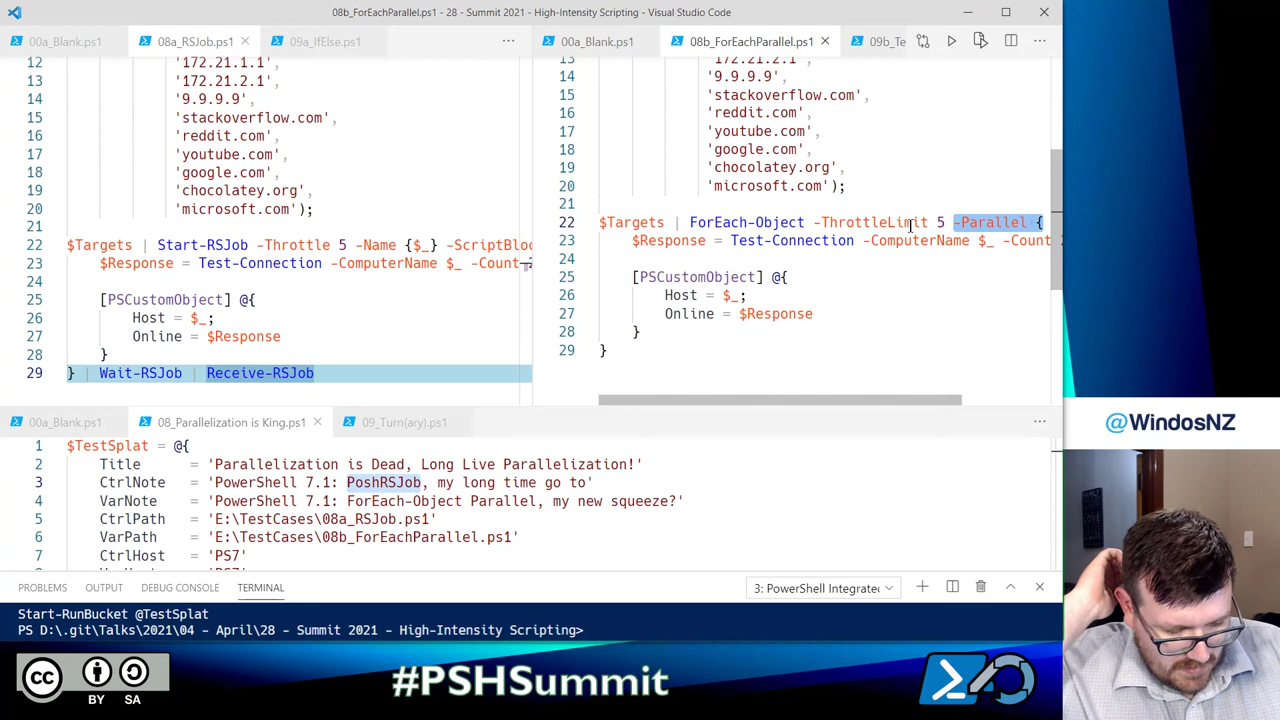 08b_ForEachParallel.ps1 - 28 - Summit 2021 - High-Intensity Scripting - Visual Studio Code
00a_Blank.ps1 08a_RSJob.ps1 09a_IfElse.ps1
12 '172.21.1.1'
13 '172.21.2.1',
14 '9.9.9.9',
15 'stackoverflow.com',
16 'reddit.com',
17 'youtube.com',
18 'google.com',
19 'chocolatey.org',
20 'microsoft.com');
21
22 $Targets | Start-RSJob -Throttle 5 -Name {$_} -ScriptBloc
23 $Response = Test-Connection -ComputerName $_ -Count
24
25 [PSCustomObject] @{
26 Host = $_;
27 Online = $Response
28 }
29 } | Wait-RSJob | Receive-RSJob
00a_Blank.ps1 08b_ForEachParallel.ps1 09b_Te
13 '172.21.2.1',
14 '9.9.9.9',
15 'stackoverflow.com',
16 'reddit.com',
17 'youtube.com',
18 'google.com',
19 'chocolatey.org',
20 'microsoft.com');
21
22 $Targets | ForEach-Object -ThrottleLimit 5 -Parallel {
23 $Response = Test-Connection -ComputerName $_ -Count
24
25 [PSCustomObject] @{
26 Host = $_;
27 Online = $Response
28 }
29 }
00a_Blank.ps1 08_Parallelization is King.ps1 09_Turn(ary).ps1
1 $TestSplat = @{
2 Title = 'Parallelization is Dead, Long Live Parallelization!'
3 CtrlNote = 'PowerShell 7.1: PoshRSJob, my long time go to'
4 VarNote = 'PowerShell 7.1: ForEach-Object Parallel, my new squeeze?'
5 CtrlPath = 'E:\TestCases\08a_RSJob.ps1'
6 VarPath = 'E:\TestCases\08b_ForEachParallel.ps1'
7 CtrlHost = 'PS7'
PROBLEMS OUTPUT DEBUG CONSOLE TERMINAL 3: PowerShell Integrated
Start-RunBucket @TestSplat
PS D:\.git\Talks\2021\04 - April\28 - Summit 2021 - High-Intensity Scripting>
@WindosNZ
cc
BY SA
#PSHSummit